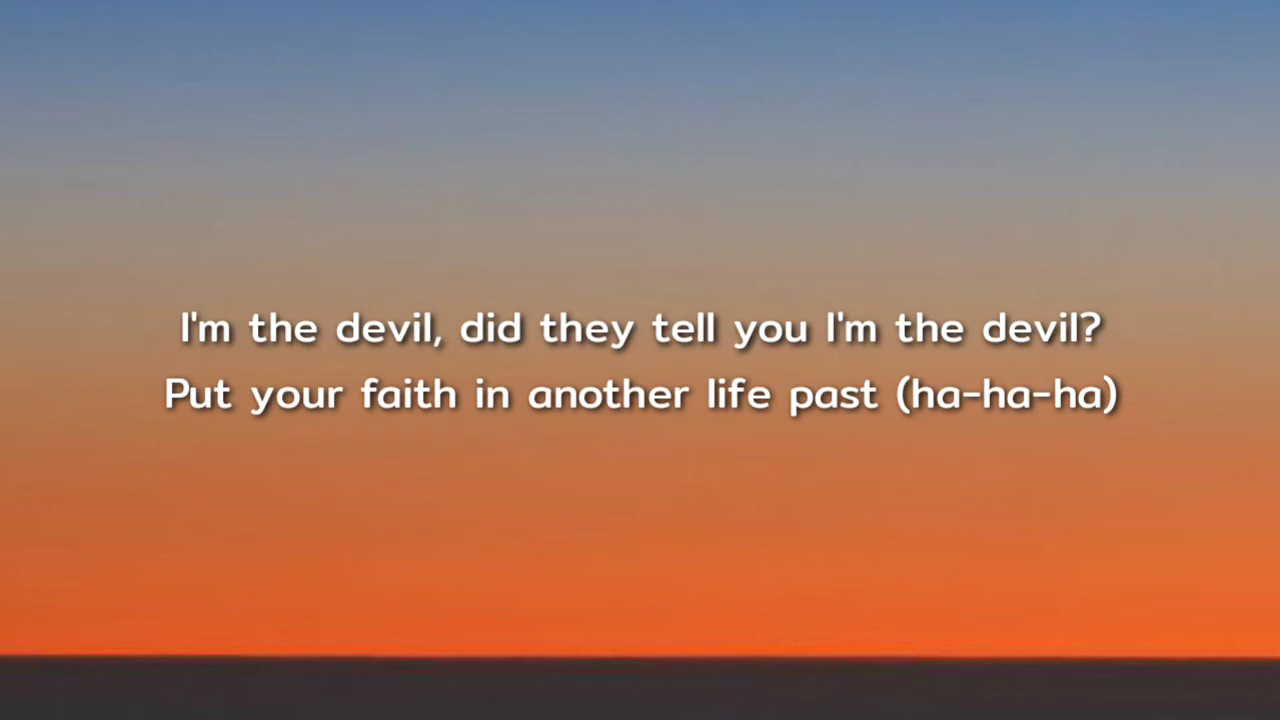 I'm the devil, did they tell you I'm the devil?
Put your faith in another life past (ha-ha-ha)